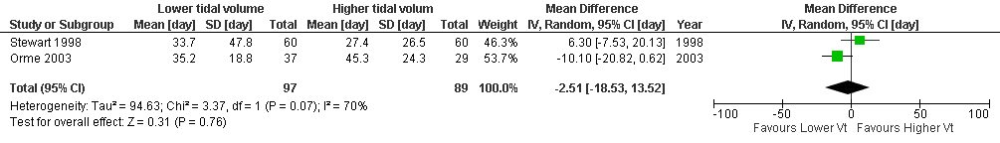 Lower tidal volume Higher tidal volum Mean Difference Mean Difference
Study or Subgroup Mean [day] SD [day] Total Mean [day] SD [day] Total Weight IV, Random, 95% CI [day] Year IV, Random, 95% CI [day]
Stewart 1998 33.7 47.8 60 27.4 26.5 60 46.3% 6.30 [-7.53, 20.13] 1998
Orme 2003 35.2 18.8 37 45.3 24.3 29 53.7% -10.10 [-20.82, 0.62] 2003
Total (95% CI) 97 89 100.0% -2.51 [-18.53, 13.52]
Heterogeneity: Tau² = 94.63; Chi² = 3.37, df = 1 (P = 0.07); I² = 70%
Test for overall effect: Z = 0.31 (P = 0.76)
-100 -50 0 50 100
Favours Lower Vt Favours Higher Vt